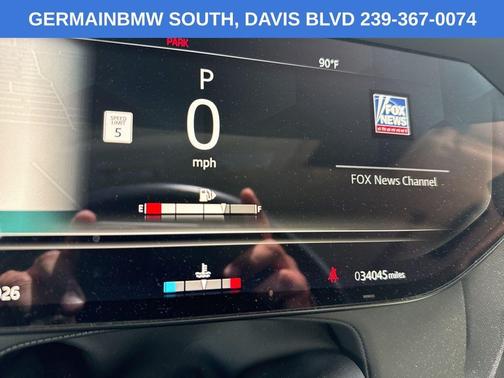 GERMAINBMW SOUTH, DAVIS BLVD 239-367-0074
PARK
90°F
P
SPEED LIMIT 5
0
mph
FOX NEWS channel
FOX News Channel
E F
026
034045 miles